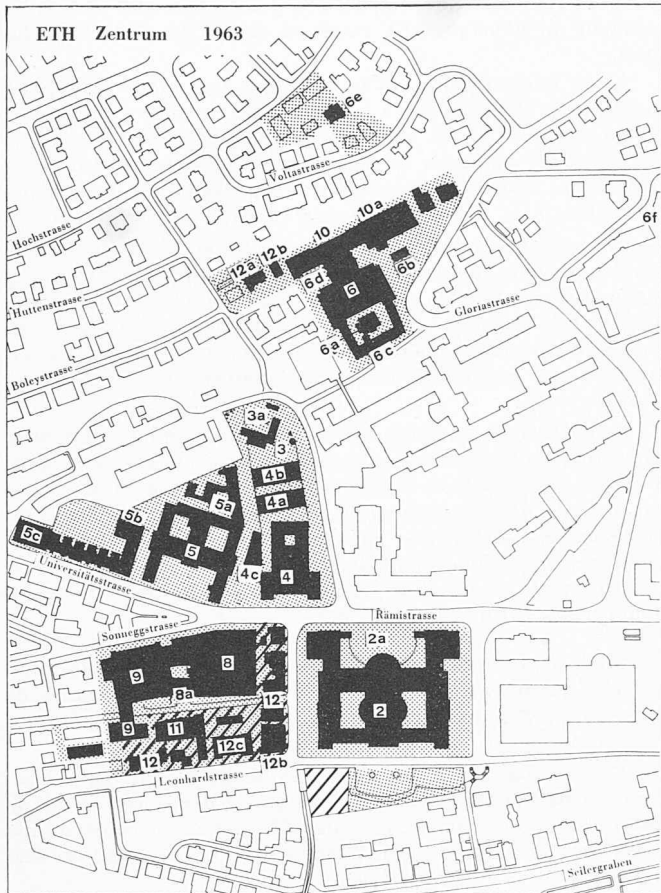 ETH Zentrum 1963
6e
Voltastrasse
Hochstrasse
10a
10
6f
12a
12b
6d
6b
6
Huttenstrasse
Gloriastrasse
6a
6c
Boleystrasse
3a
3
4b
5a
4a
5b
5c
5
4c
4
Universitätsstrasse
Sonneggstrasse
Rämistrasse
2a
9
8
8a
12
2
9
11
12c
12
12b
Leonhardstrasse
Seilergraben